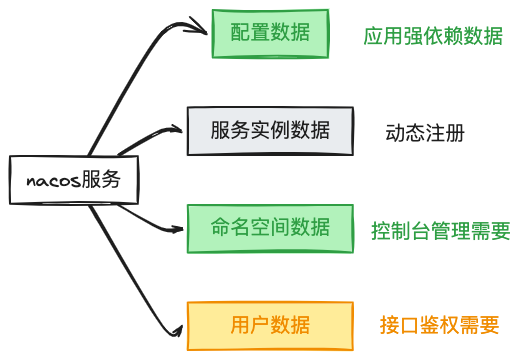 配置数据 应用强依赖数据
服务实例数据 动态注册
nacos服务
命名空间数据 控制台管理需要
用户数据 接口鉴权需要